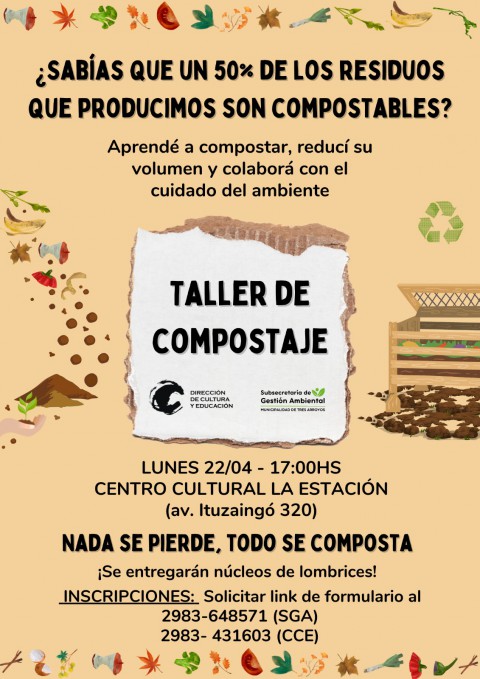 ¿SABÍAS QUE UN 50% DE LOS RESIDUOS
QUE PRODUCIMOS SON COMPOSTABLES?
Aprendé a compostar, reducí su
volumen y colaborá con el
cuidado del ambiente
TALLER DE
COMPOSTAJE
DIRECCIÓN
DE CULTURA
Y EDUCACIÓN
Subsecretaría de
Gestión Ambiental
MUNICIPALIDAD DE TRES ARROYOS
LUNES 22/04 - 17:00HS
CENTRO CULTURAL LA ESTACIÓN
(av. Ituzaingó 320)
NADA SE PIERDE, TODO SE COMPOSTA
¡Se entregarán núcleos de lombrices!
INSCRIPCIONES: Solicitar link de formulario al
2983-648571 (SGA)
2983- 431603 (CCE)